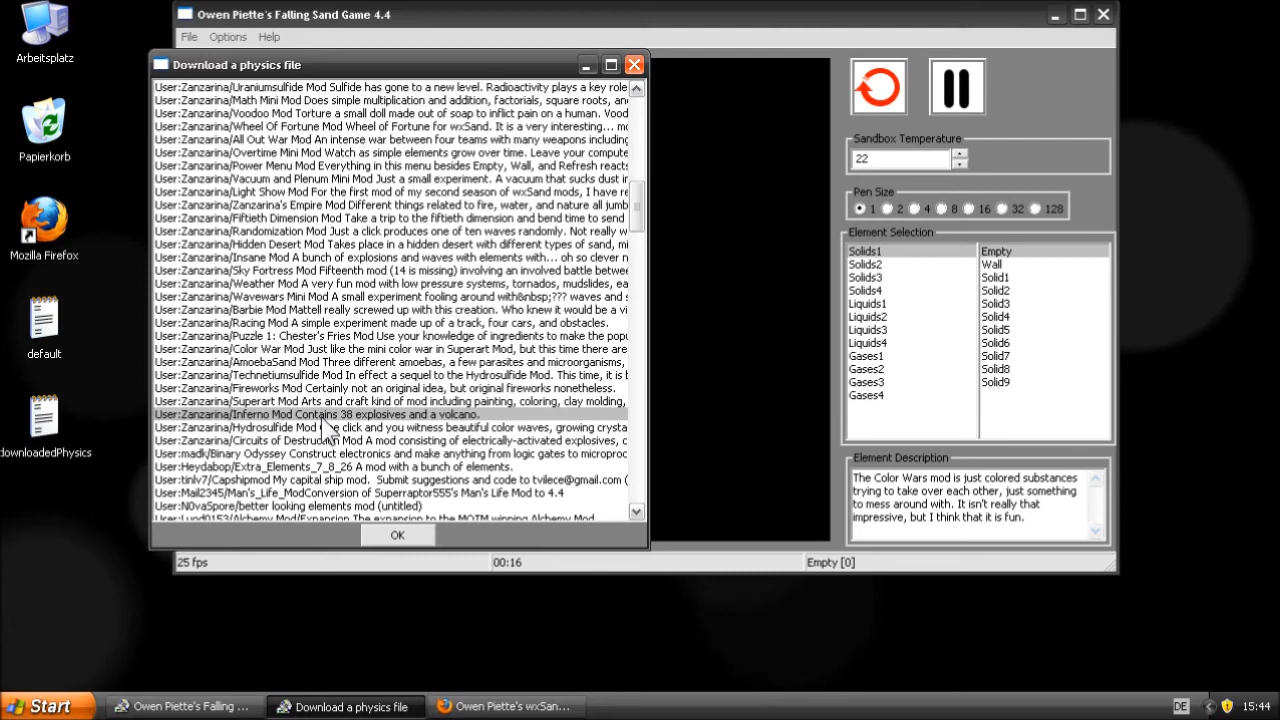 Arbeitsplatz
Papierkorb
Mozilla Firefox
default
downloadedPhysics
Owen Piette's Falling Sand Game 4.4
File Options Help
Download a physics file
User:Zanzarina/Uraniumsulfide Mod Sulfide has gone to a new level. Radioactivity plays a key role
User:Zanzarina/Math Mini Mod Does simple multiplication and addition, factorials, square roots, and
User:Zanzarina/Voodoo Mod Torture a small doll made out of soap to inflict pain on a human. Vood
User:Zanzarina/Wheel Of Fortune Mod Wheel of Fortune for wxSand. It is a very interesting... mo
User:Zanzarina/All Out War Mod An intense war between four teams with many weapons including
User:Zanzarina/Overtime Mini Mod Watch as simple elements grow over time. Leave your compute
User:Zanzarina/Power Menu Mod Everything in this menu besides Empty, Wall, and Refresh reacts
User:Zanzarina/Vacuum and Plenum Mini Mod Just a small experiment. A vacuum that sucks dust in
User:Zanzarina/Light Show Mod For the first mod of my second season of wxSand mods, I have re
User:Zanzarina/Zanzarina's Empire Mod Different things related to fire, water, and nature all jumb
User:Zanzarina/Fiftieth Dimension Mod Take a trip to the fiftieth dimension and bend time to send
User:Zanzarina/Randomization Mod Just a click produces one of ten waves randomly. Not really w
User:Zanzarina/Hidden Desert Mod Takes place in a hidden desert with different types of sand, mi
User:Zanzarina/Insane Mod A bunch of explosions and waves with elements with... oh so clever n
User:Zanzarina/Sky Fortress Mod Fifteenth mod (14 is missing) involving an involved battle betwee
User:Zanzarina/Weather Mod A very fun mod with low pressure systems, tornados, mudslides, ea
User:Zanzarina/Wavewars Mini Mod A small experiment fooling around with&nbsp;??? waves and s
User:Zanzarina/Barbie Mod Mattell really screwed up with this creation. Who knew it would be a vi
User:Zanzarina/Racing Mod A simple experiment made up of a track, four cars, and obstacles.
User:Zanzarina/Puzzle 1: Chester's Fries Mod Use your knowledge of ingredients to make the popu
User:Zanzarina/Color War Mod Just like the mini color war in Superart Mod, but this time there are
User:Zanzarina/AmoebaSand Mod Three different amoebas, a few parasites and microorganisms,
User:Zanzarina/Technetiumsulfide Mod In effect a sequel to the Hydrosulfide Mod. This time, it is b
User:Zanzarina/Fireworks Mod Certainly not an original idea, but original fireworks nonetheless.
User:Zanzarina/Superart Mod Arts and craft kind of mod including painting, coloring, clay molding,
User:Zanzarina/Inferno Mod Contains 38 explosives and a volcano.
User:Zanzarina/Hydrosulfide Mod click and you witness beautiful color waves, growing crysta
User:Zanzarina/Circuits of Destruction Mod A mod consisting of electrically-activated explosives, c
User:madk/Binary Odyssey Construct electronics and make anything from logic gates to microproc
User:Heydabop/Extra_Elements_7_8_26 A mod with a bunch of elements.
User:tinlv7/Capshipmod My capital ship mod. Submit suggestions and code to tvilece@gmail.com (
User:Mail2345/Man's_Life_ModConversion of Superraptor555's Man's Life Mod to 4.4
User:N0va5pore/better looking elements mod (untitled)
User:Lund0153/Alchemy Mod/Expansion The expansion to the MOTM winning Alchemy Mod
OK
Sandbox Temperature
22
Pen Size
1 2 4 8 16 32 128
Element Selection
Solids1 Empty
Solids2 Wall
Solids3 Solid1
Solids4 Solid2
Liquids1 Solid3
Liquids2 Solid4
Liquids3 Solid5
Liquids4 Solid6
Gases1 Solid7
Gases2 Solid8
Gases3 Solid9
Gases4
Element Description
The Color Wars mod is just colored substances
trying to take over each other, just something
to mess around with. It isn't really that
impressive, but I think that it is fun.
25 fps 00:16 Empty [0]
Start Owen Piette's Falling ... Download a physics file Owen Piette's wxSan... DE 15:44